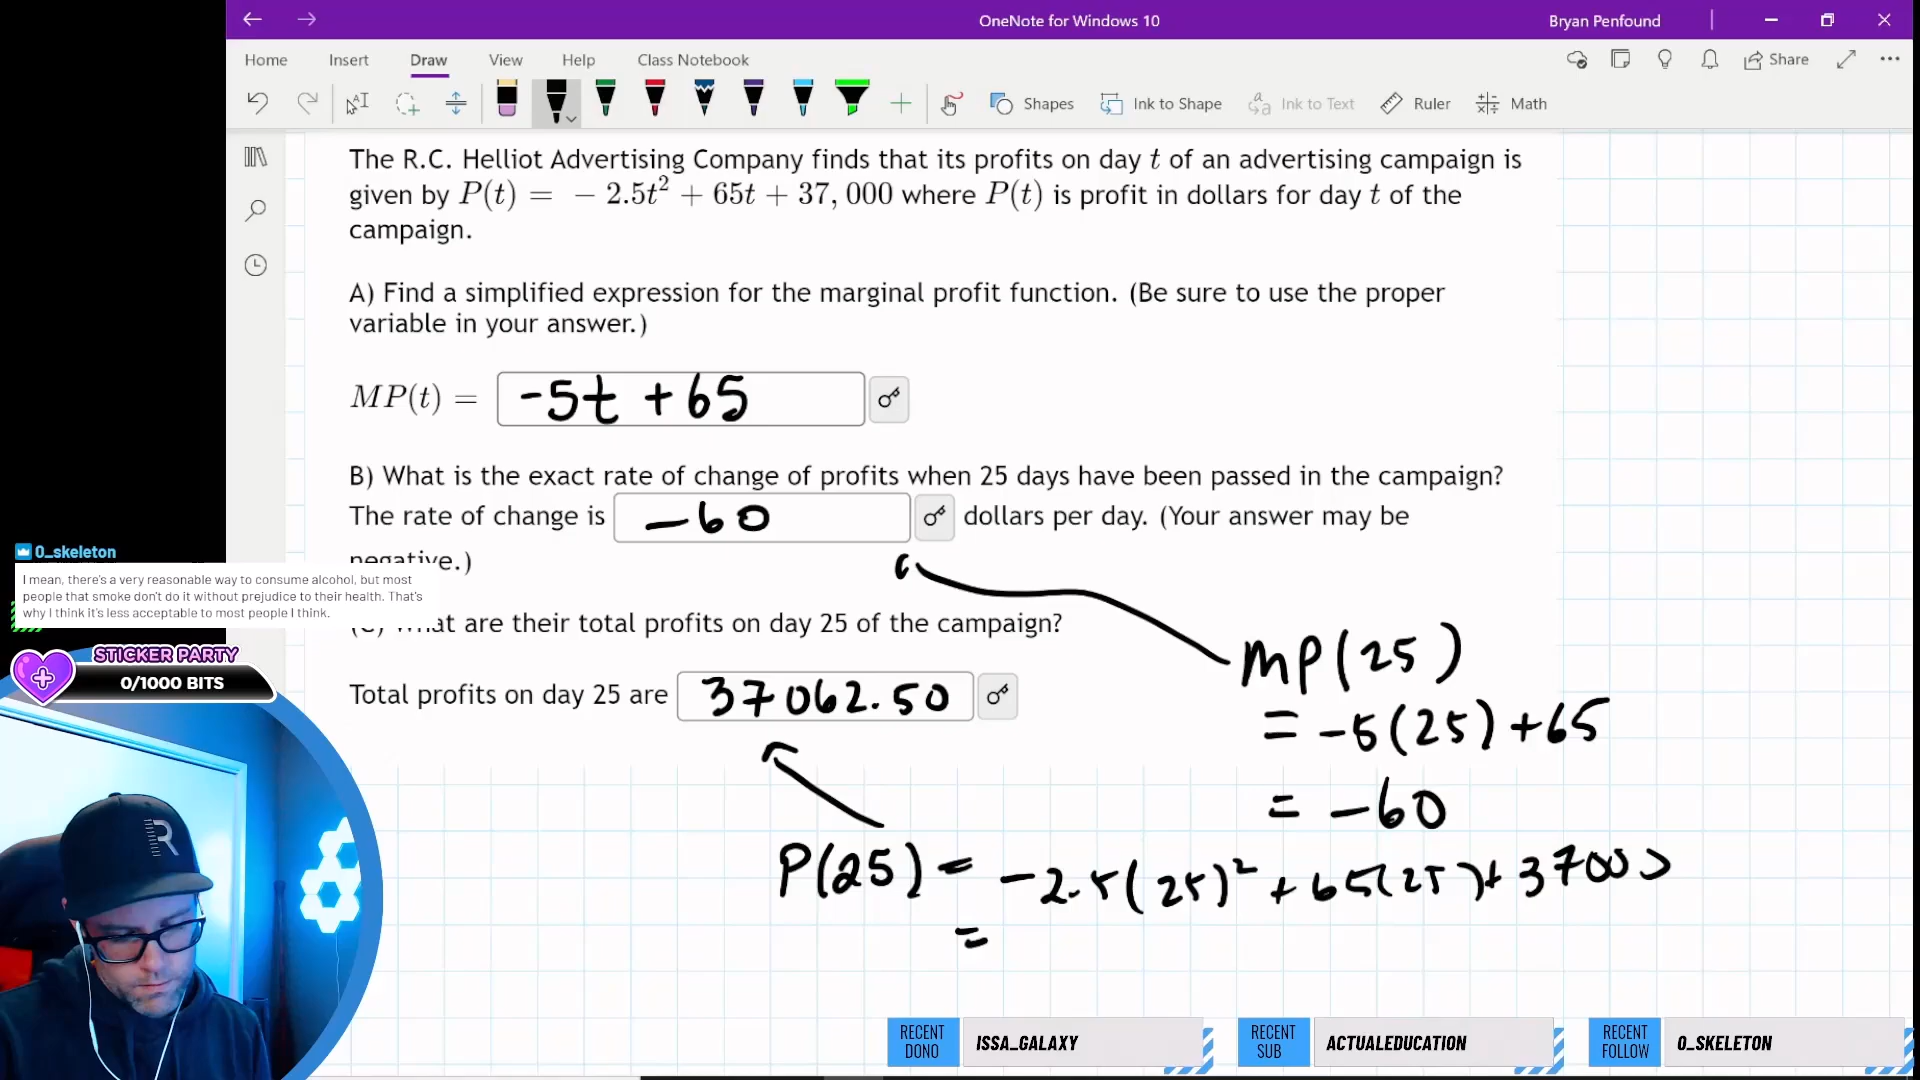 OneNote for Windows 10
Bryan Penfound
Home Insert Draw View Help Class Notebook
Share
Shapes Ink to Shape Ink to Text Ruler Math
The R.C. Helliot Advertising Company finds that its profits on day t of an advertising campaign is
given by P(t) = − 2.5t² + 65t + 37, 000 where P(t) is profit in dollars for day t of the
campaign.
A) Find a simplified expression for the marginal profit function. (Be sure to use the proper
variable in your answer.)
MP(t) = -5t +65
B) What is the exact rate of change of profits when 25 days have been passed in the campaign?
The rate of change is -60 dollars per day. (Your answer may be
negative.)
(C) What are their total profits on day 25 of the campaign?
Total profits on day 25 are 37062.50
MP(25)
= -5(25)+65
= -60
P(25) = -2.5(25)² +65(25)+ 37000
=
0_skeleton
I mean, there's a very reasonable way to consume alcohol, but most
people that smoke don't do it without prejudice to their health. That's
why I think it's less acceptable to most people I think.
STICKER PARTY
0/1000 BITS
R
RECENT DONO ISSA_GALAXY
RECENT SUB ACTUALEDUCATION
RECENT FOLLOW 0_SKELETON